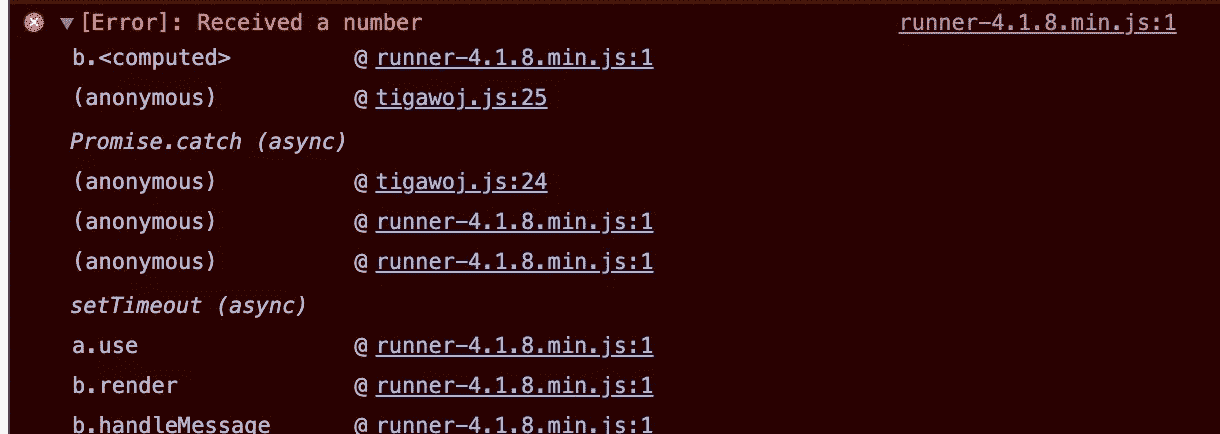 ▼[Error]: Received a number runner-4.1.8.min.js:1
b.<computed> @ runner-4.1.8.min.js:1
(anonymous) @ tigawoj.js:25
Promise.catch (async)
(anonymous) @ tigawoj.js:24
(anonymous) @ runner-4.1.8.min.js:1
(anonymous) @ runner-4.1.8.min.js:1
setTimeout (async)
a.use @ runner-4.1.8.min.js:1
b.render @ runner-4.1.8.min.js:1
b.handleMessage @ runner-4.1.8.min.js:1